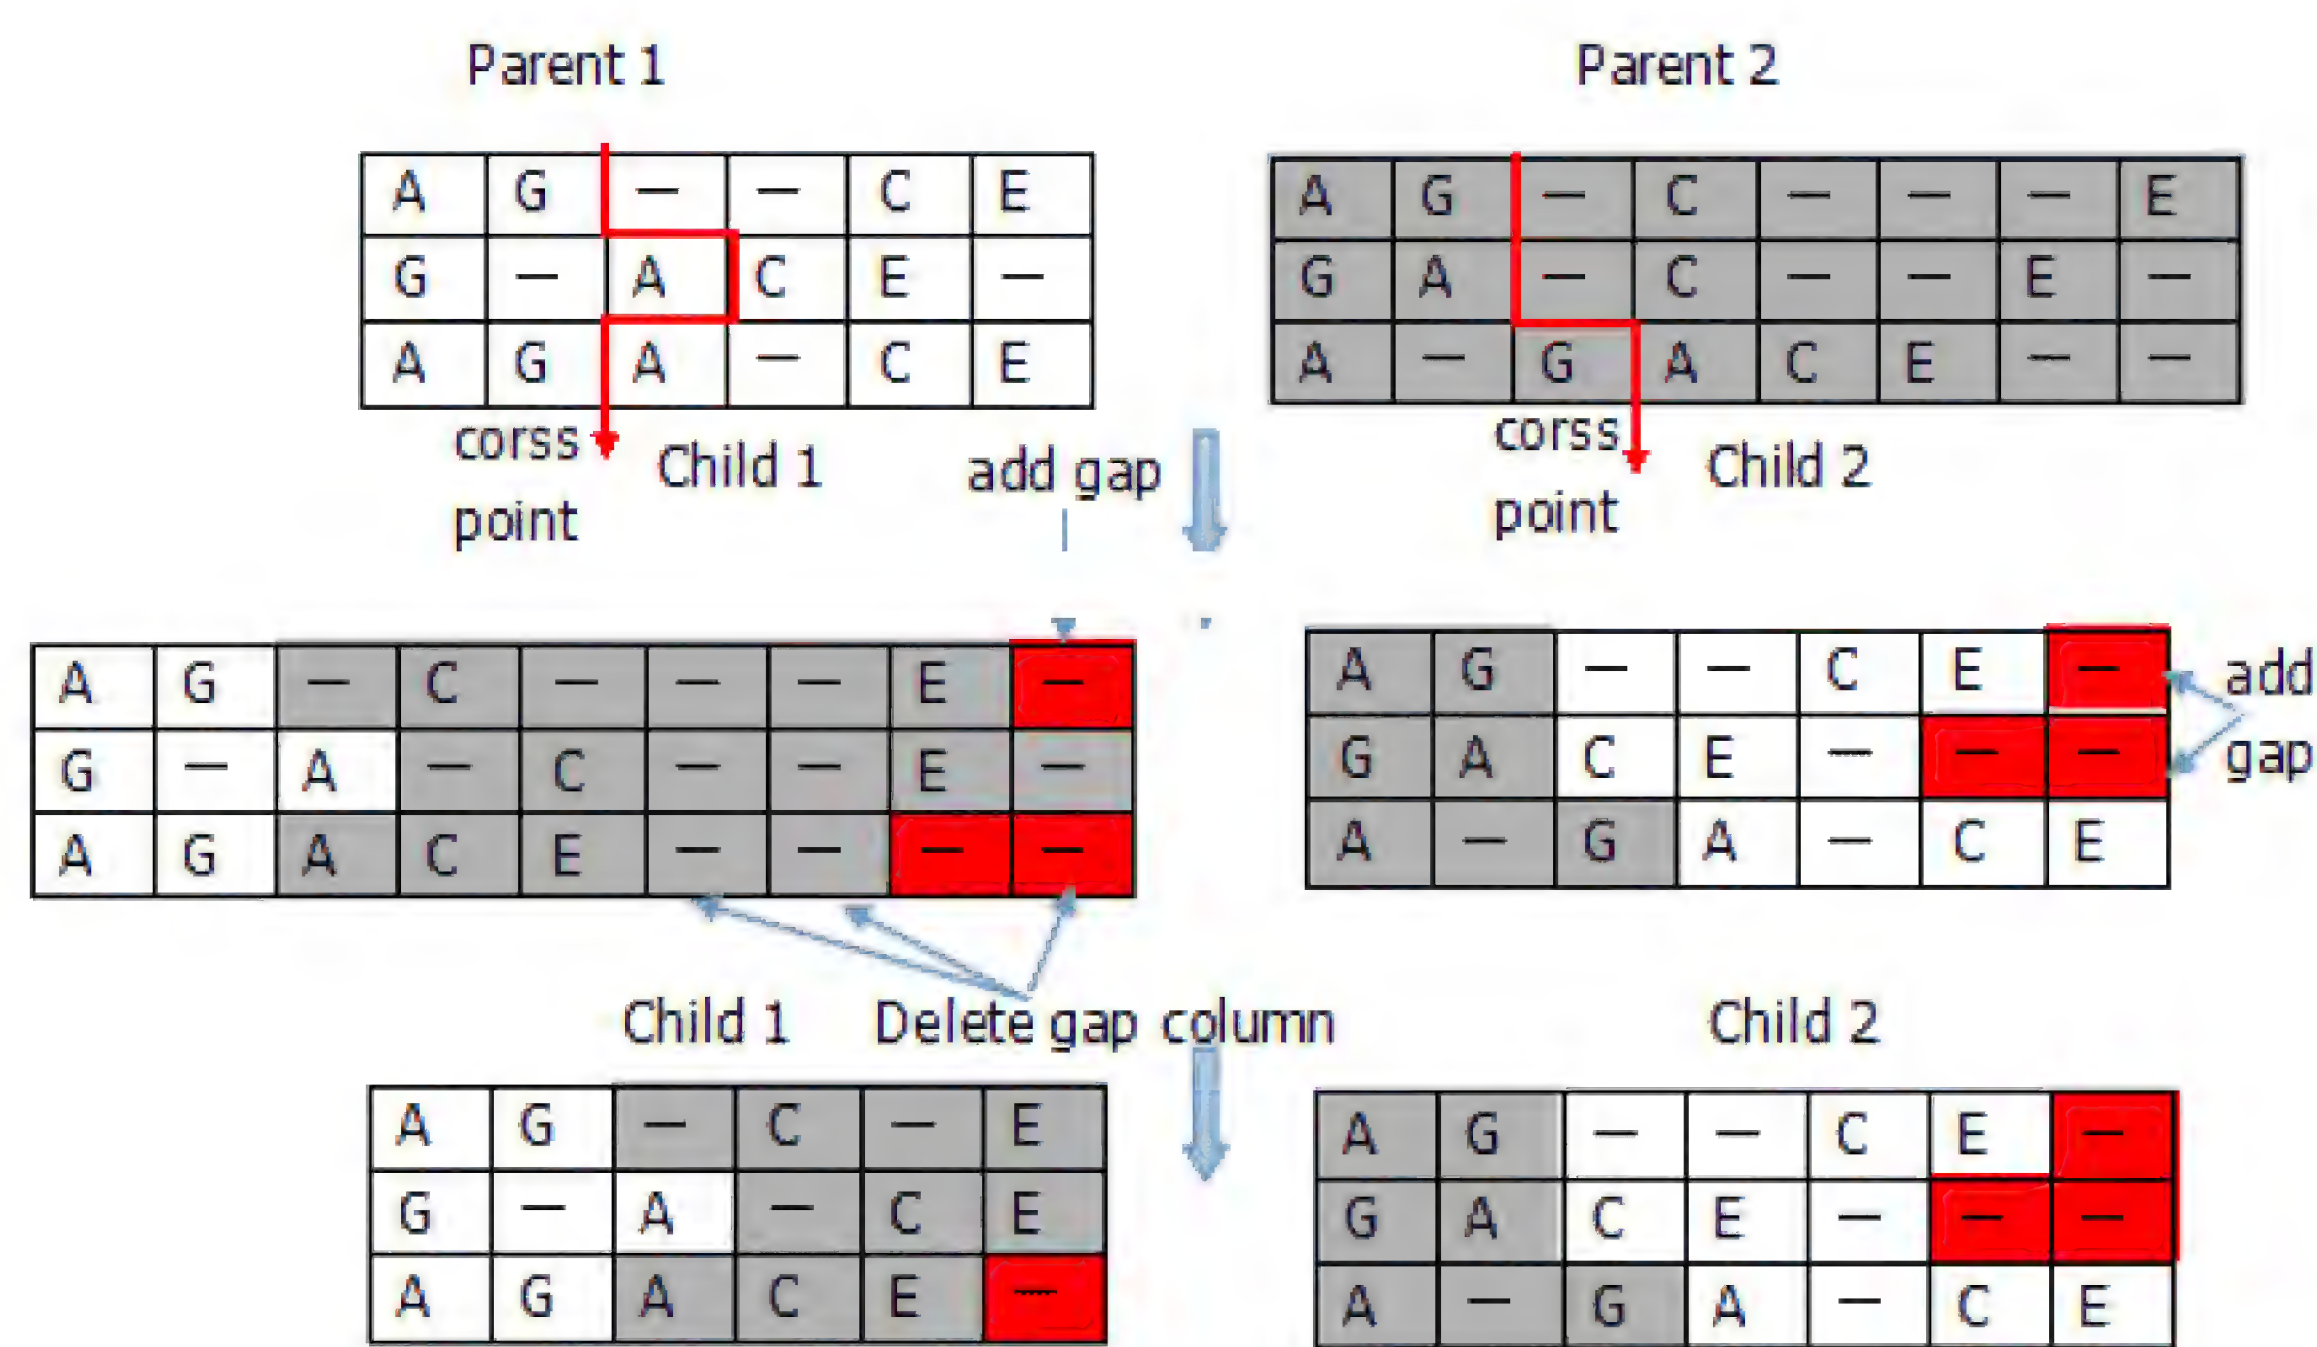 Parent 1 Parent 2
A G — — C E
G — A C E —
A G A — C E
A G — C — — — E
G A — C — — E —
A — G A C E — —
corss
point
Child 1
add gap
corss
point
Child 2
A G — C — — — E —
G — A — C — — E —
A G A C E — — — —
A G — — C E —
G A C E — — —
A — G A — C E
add
gap
Child 1 Delete gap column Child 2
A G — C — E
G — A — C E
A G A C E —
A G — — C E —
G A C E — — —
A — G A — C E